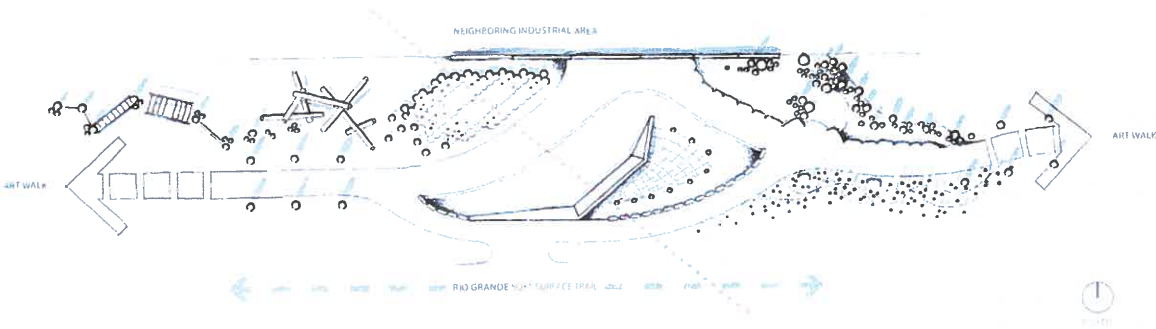 NEIGHBORING INDUSTRIAL AREA
ART WALK
ART WALK
RIO GRANDE SOFT SURFACE TRAIL